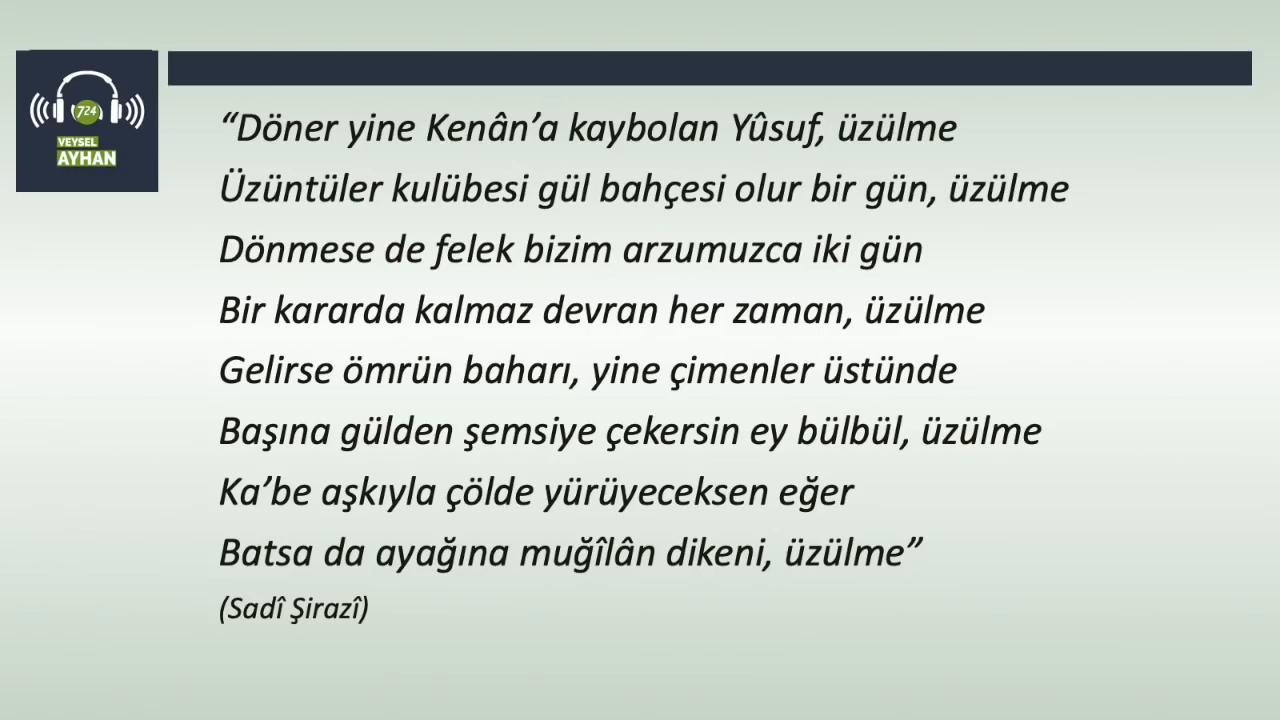 724
VEYSEL
AYHAN
“Döner yine Kenân’a kaybolan Yûsuf, üzülme
Üzüntüler kulübesi gül bahçesi olur bir gün, üzülme
Dönmese de felek bizim arzumuzca iki gün
Bir kararda kalmaz devran her zaman, üzülme
Gelirse ömrün baharı, yine çimenler üstünde
Başına gülden şemsiye çekersin ey bülbül, üzülme
Ka’be aşkıyla çölde yürüyeceksen eğer
Batsa da ayağına muğîlân dikeni, üzülme”
(Sadî Şirazî)